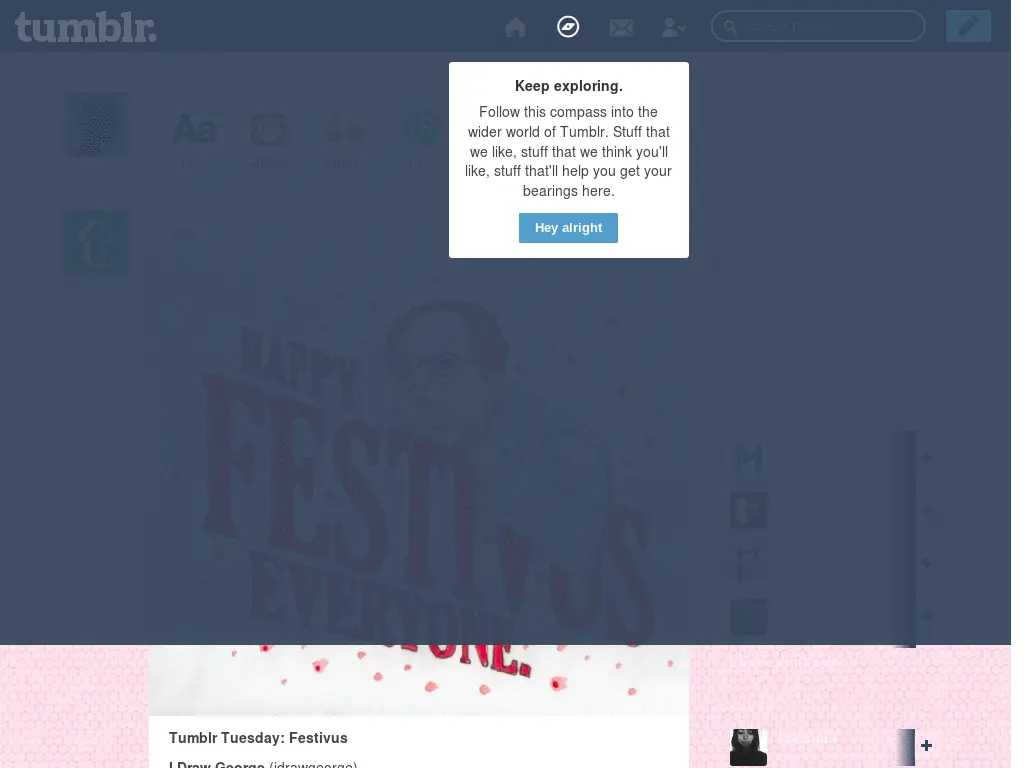 tumblr.
Keep exploring.
Follow this compass into the
wider world of Tumblr. Stuff that
we like, stuff that we think you'll
like, stuff that'll help you get your
bearings here.
Hey alright
Aa
HAPPY
FESTIVUS
EVERYONE.
Tumblr Tuesday: Festivus
I Draw George (idrawgeorge)